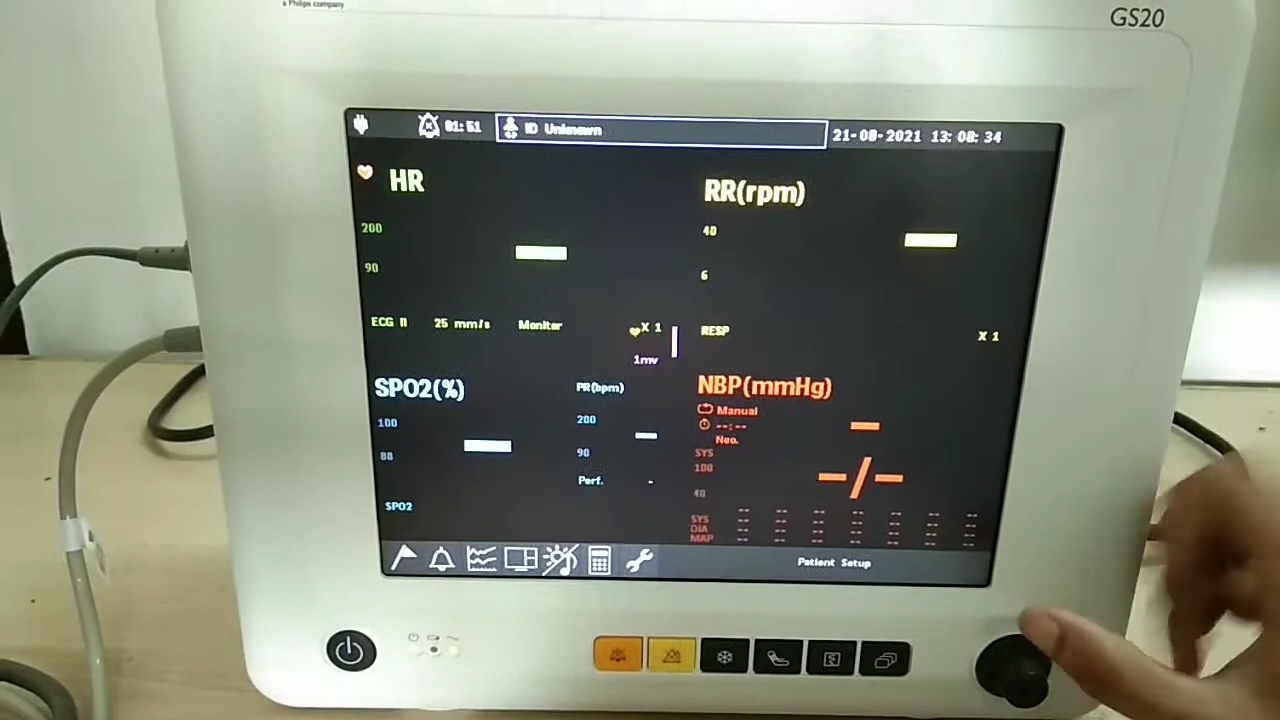 a Philips company
GS20
01:51
ID Unknown
21-08-2021 13:08:34
HR
200
90
ECG II 25 mm/s Monitor X 1
1mv
RR(rpm)
40
6
RESP X 1
SPO2(%)
100
88
SPO2
PR(bpm)
200
90
Perf. -
NBP(mmHg)
Manual
--:--
Neo.
SYS
100
40
--/--
SYS -- -- -- -- -- -- --
DIA -- -- -- -- -- -- --
MAP -- -- -- -- -- -- --
Patient Setup